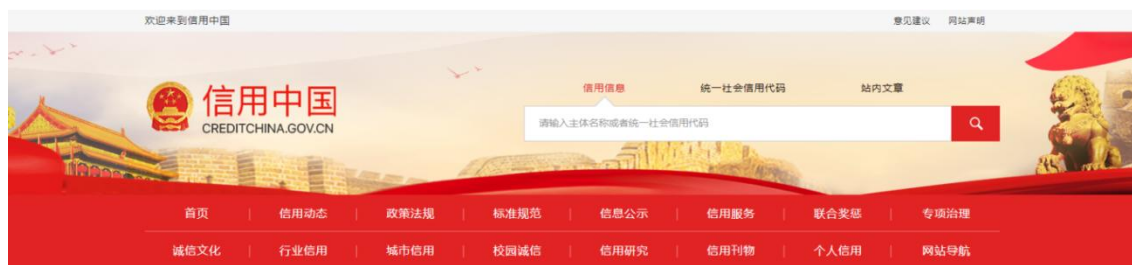 欢迎来到信用中国 意见建议 网站声明
信用信息 统一社会信用代码 站内文章
信用中国
CREDITCHINA.GOV.CN
请输入主体名称或者统一社会信用代码
首页 | 信用动态 | 政策法规 | 标准规范 | 信息公示 | 信用服务 | 联合奖惩 | 专项治理
诚信文化 | 行业信用 | 城市信用 | 校园诚信 | 信用研究 | 信用刊物 | 个人信用 | 网站导航